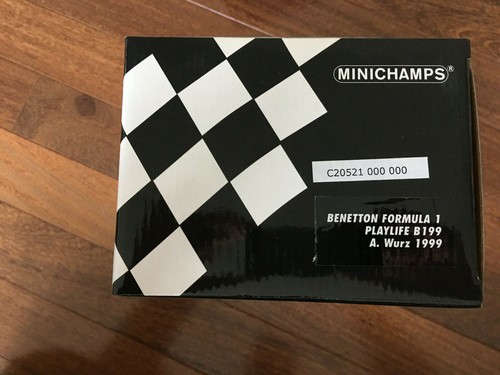 MINICHAMPS®
C20521 000 000
BENETTON FORMULA 1
PLAYLIFE B199
A. Wurz 1999